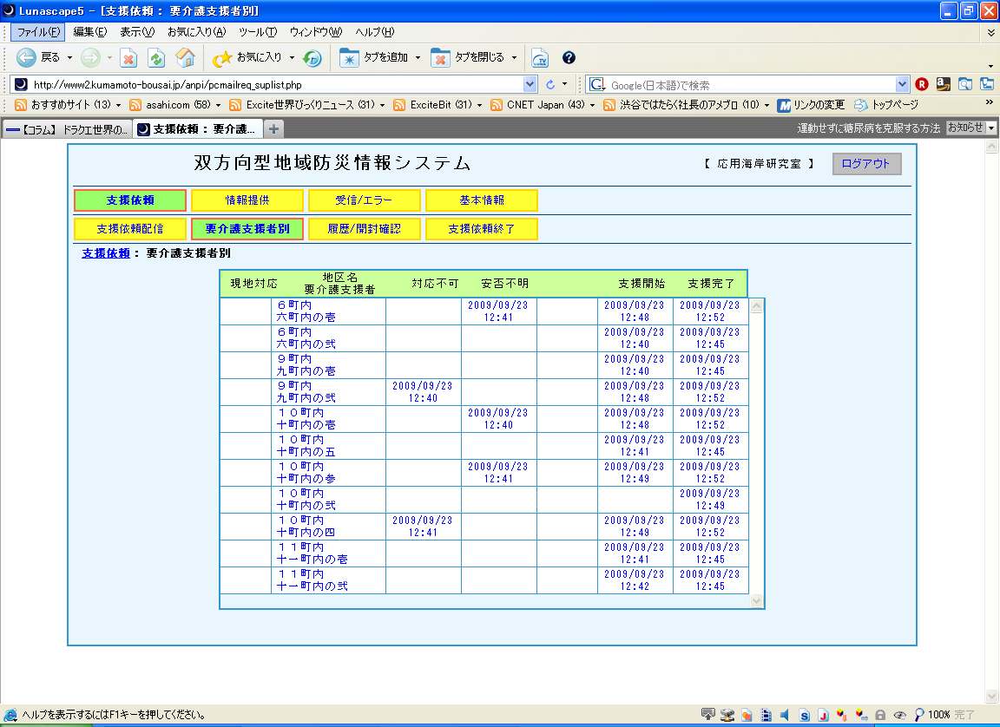 Lunascape5 - [支援依頼： 要介護支援者別]
ファイル(F) 編集(E) 表示(V) お気に入り(A) ツール(T) ウィンドウ(W) ヘルプ(H)
戻る お気に入り タブを追加 タブを閉じる
http://www2.kumamoto-bousai.jp/anpi/pcmailreq_suplist.php Google(日本語)で検索
おすすめサイト (13) asahi.com (58) Excite世界びっくりニュース (31) ExciteBit (31) CNET Japan (43) 渋谷ではたらく社長のアメブロ (10) リンクの変更 トップページ
【コラム】 ドラクエ世界の... 支援依頼： 要介護... 運動せずに糖尿病を克服する方法 お知らせ
双方向型地域防災情報システム 【 応用海岸研究室 】 ログアウト
支援依頼 情報提供 受信/エラー 基本情報
支援依頼配信 要介護支援者別 履歴/開封確認 支援依頼終了
支援依頼： 要介護支援者別
現地対応 地区名 要介護支援者 対応不可 安否不明 支援開始 支援完了
６町内 2009/09/23 2009/09/23 2009/09/23
六町内の壱 12:41 12:48 12:52
６町内 2009/09/23 2009/09/23
六町内の弐 12:40 12:45
９町内 2009/09/23 2009/09/23
九町内の壱 12:40 12:45
９町内 2009/09/23 2009/09/23 2009/09/23
九町内の弐 12:40 12:48 12:52
１０町内 2009/09/23 2009/09/23 2009/09/23
十町内の壱 12:40 12:48 12:52
１０町内 2009/09/23 2009/09/23
十町内の五 12:41 12:45
１０町内 2009/09/23 2009/09/23 2009/09/23
十町内の参 12:41 12:49 12:52
１０町内 2009/09/23
十町内の弐 12:49
１０町内 2009/09/23 2009/09/23 2009/09/23
十町内の四 12:41 12:49 12:52
１１町内 2009/09/23 2009/09/23
十一町内の壱 12:41 12:45
１１町内 2009/09/23 2009/09/23
十一町内の弐 12:42 12:45
ヘルプを表示するにはF1キーを押してください。 100% 完了